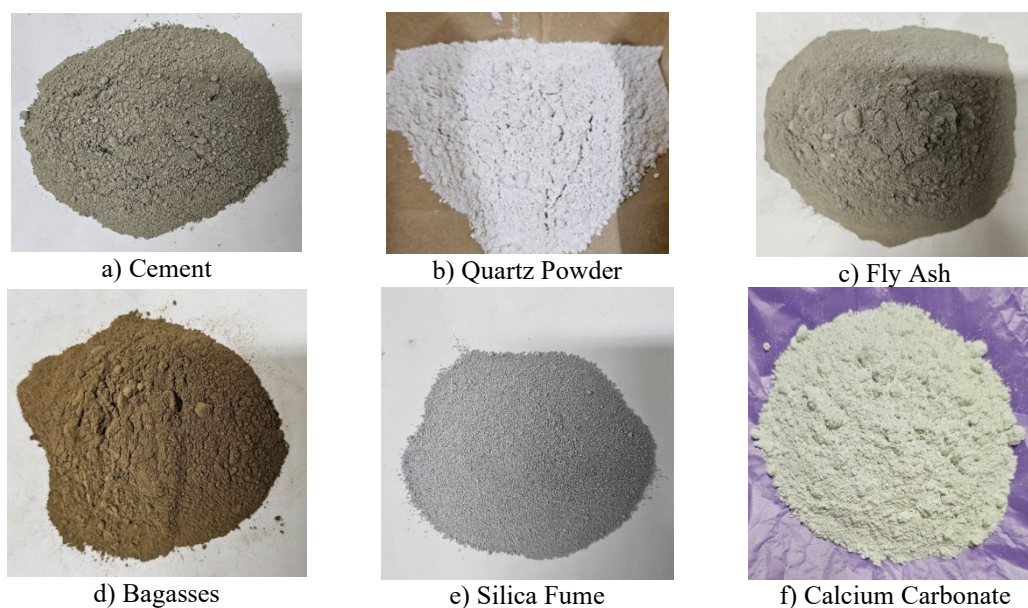 a) Cement
b) Quartz Powder
c) Fly Ash
d) Bagasses
e) Silica Fume
f) Calcium Carbonate